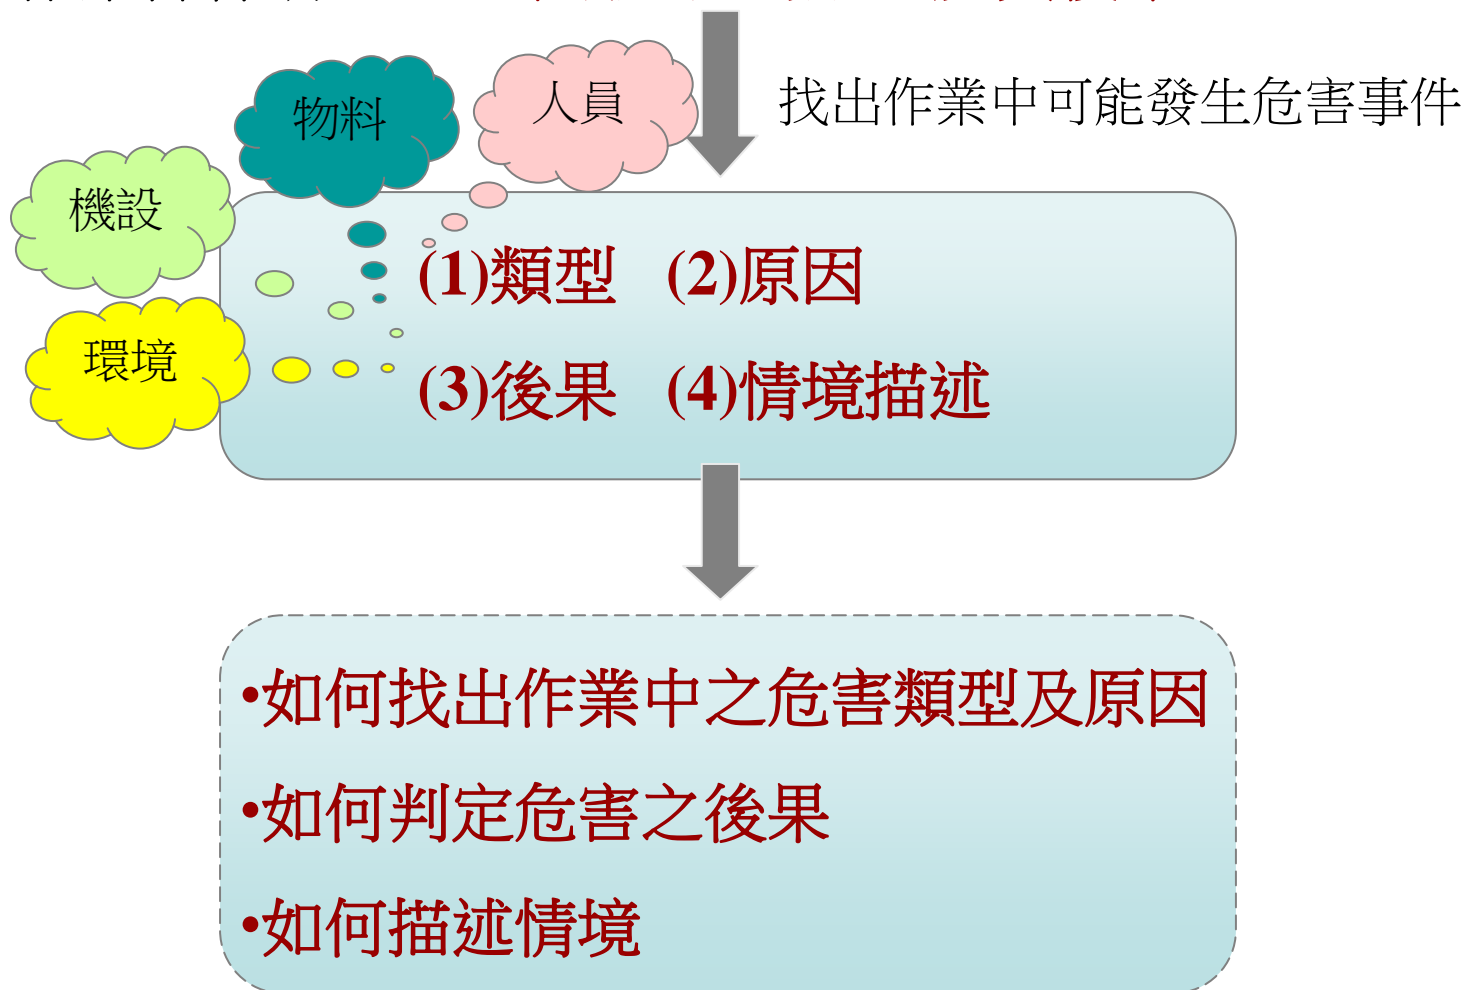 人員
物料
找出作業中可能發生危害事件
機設
(1)類型 (2)原因
環境
(3)後果 (4)情境描述
•如何找出作業中之危害類型及原因
•如何判定危害之後果
•如何描述情境